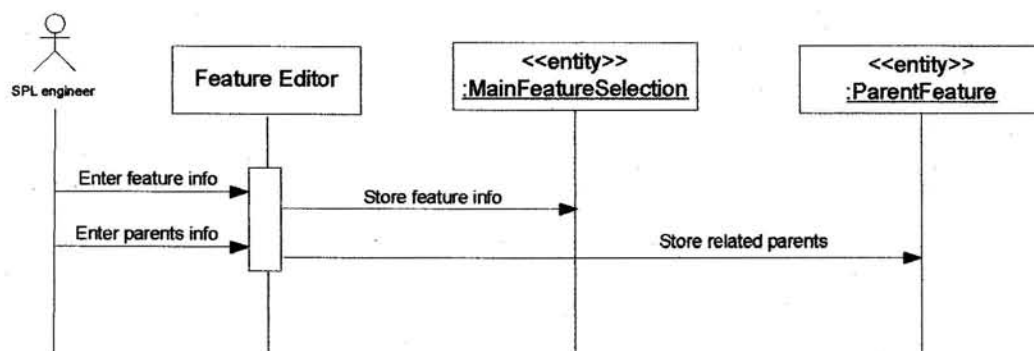 SPL engineer
Feature Editor
<<entity>>
:MainFeatureSelection
<<entity>>
:ParentFeature
Enter feature info
Store feature info
Enter parents info
Store related parents